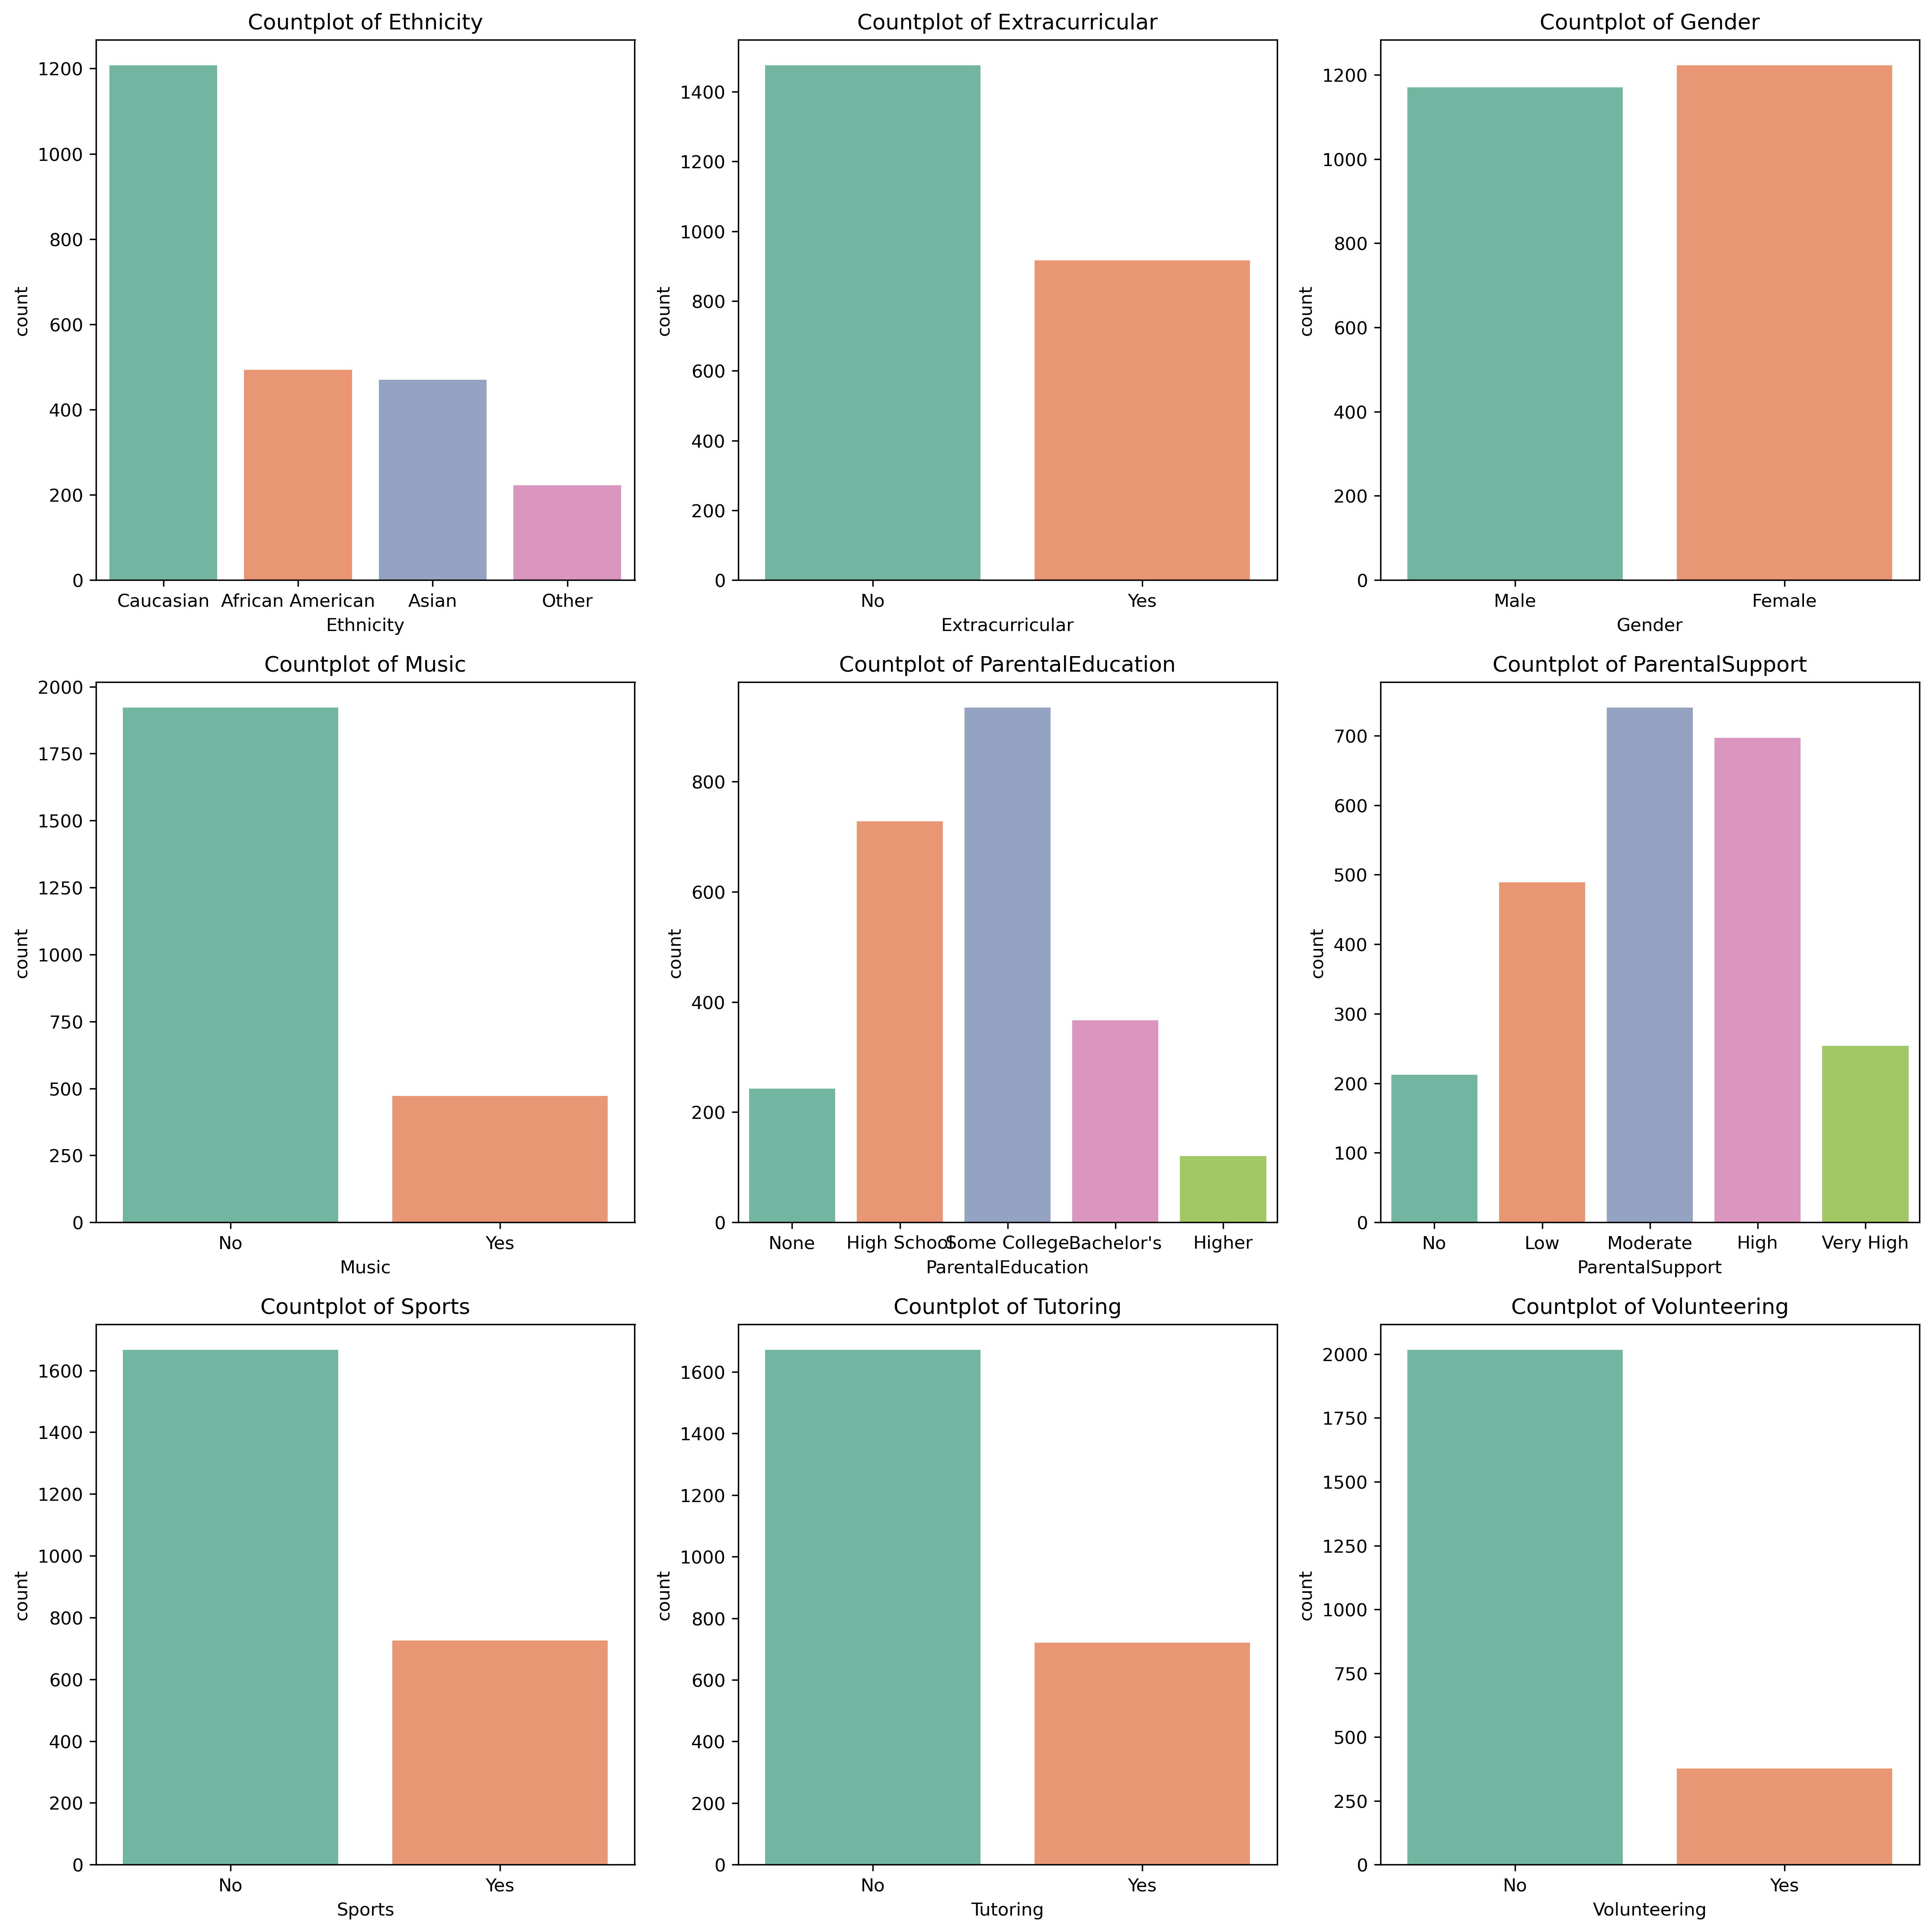 Countplot of Ethnicity
1200
1000
800
600
400
200
0
count
Caucasian African American Asian Other
Ethnicity
Countplot of Extracurricular
1400
1200
1000
800
600
400
200
0
count
No Yes
Extracurricular
Countplot of Gender
1200
1000
800
600
400
200
0
count
Male Female
Gender
Countplot of Music
2000
1750
1500
1250
1000
750
500
250
0
count
No Yes
Music
Countplot of ParentalEducation
800
600
400
200
0
count
None High School Some College Bachelor's Higher
ParentalEducation
Countplot of ParentalSupport
700
600
500
400
300
200
100
0
count
No Low Moderate High Very High
ParentalSupport
Countplot of Sports
1600
1400
1200
1000
800
600
400
200
0
count
No Yes
Sports
Countplot of Tutoring
1600
1400
1200
1000
800
600
400
200
0
count
No Yes
Tutoring
Countplot of Volunteering
2000
1750
1500
1250
1000
750
500
250
0
count
No Yes
Volunteering